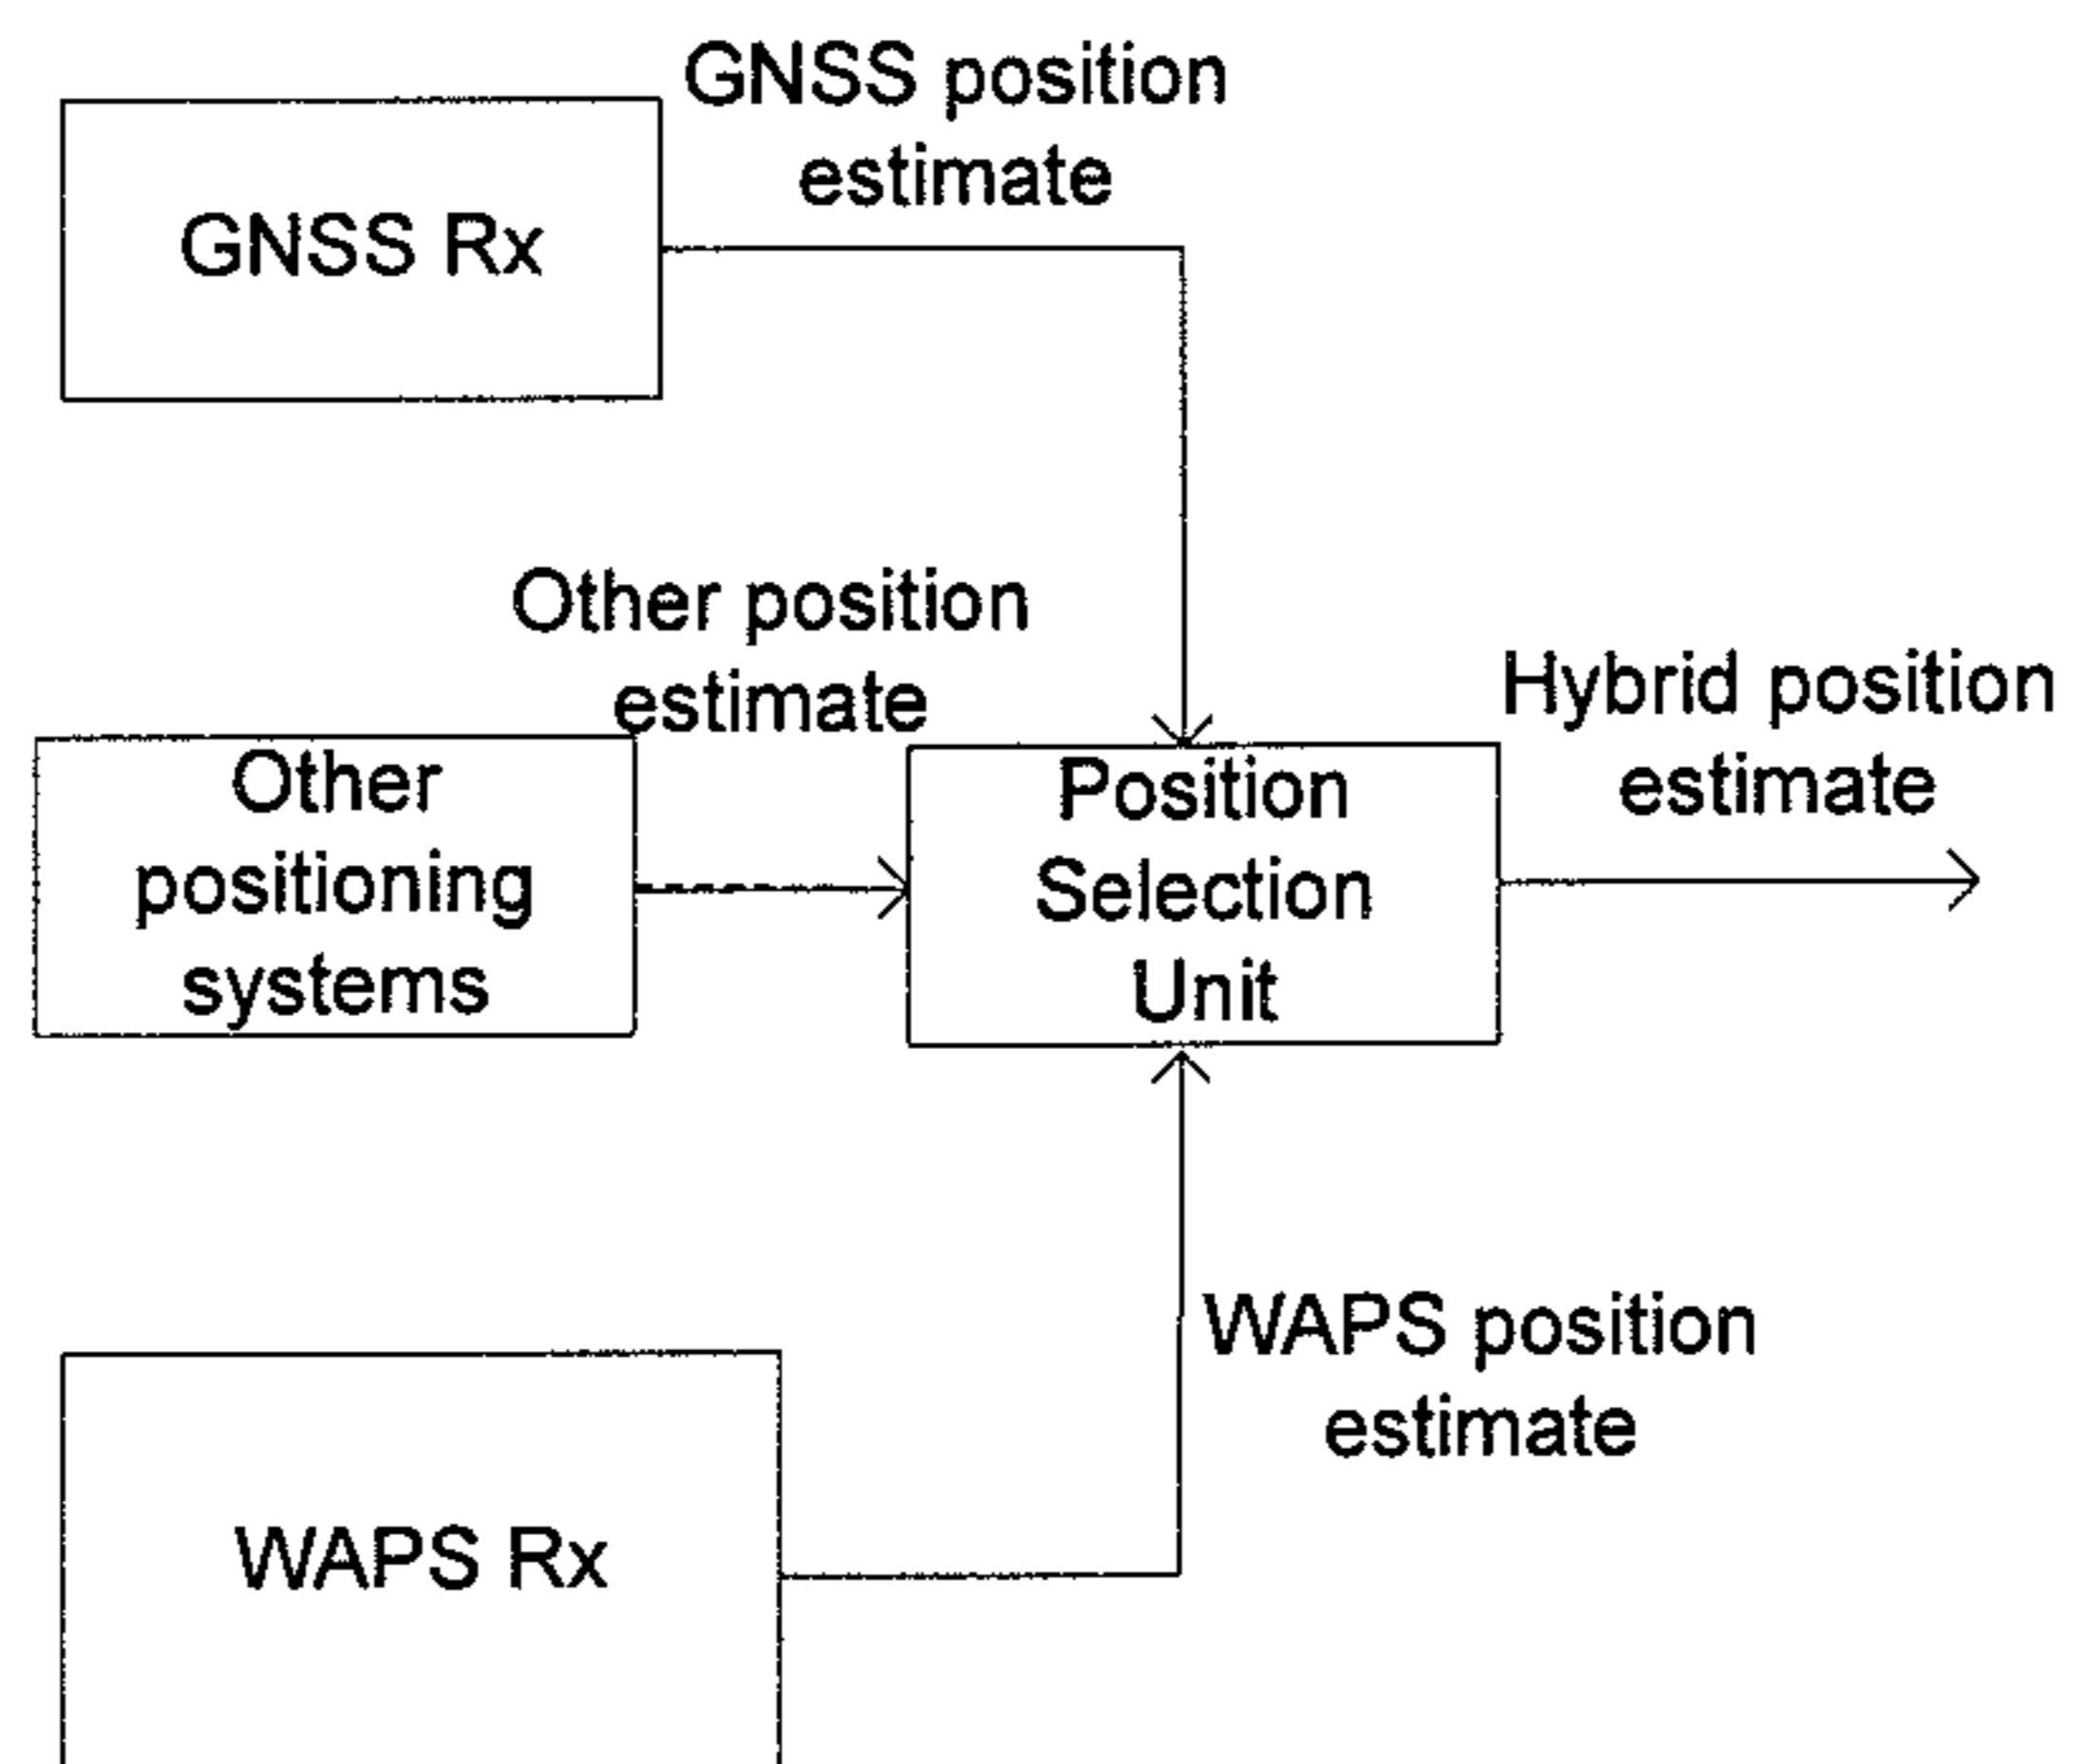 GNSS position
estimate
GNSS Rx
Other position
estimate
Hybrid position
estimate
Other
positioning
systems
Position
Selection
Unit
WAPS position
estimate
WAPS Rx